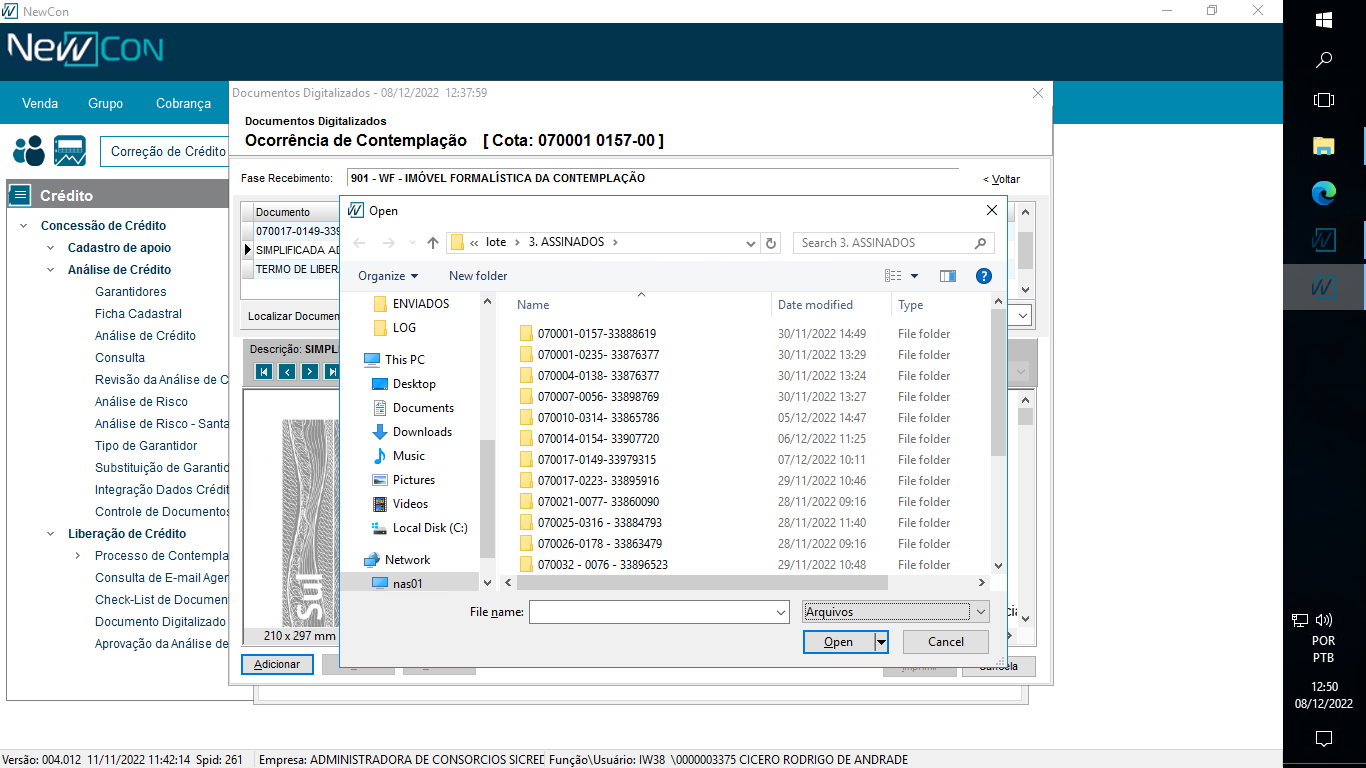 NewCon
NewCon
Venda Grupo Cobrança
Correção de Crédito
Crédito
Concessão de Crédito
Cadastro de apoio
Análise de Crédito
Garantidores
Ficha Cadastral
Análise de Crédito
Consulta
Revisão da Análise de C
Análise de Risco
Análise de Risco - Santa
Tipo de Garantidor
Substituição de Garantid
Integração Dados Crédit
Controle de Documentos
Liberação de Crédito
Processo de Contempla
Consulta de E-mail Ager
Check-List de Documen
Documento Digitalizado
Aprovação da Análise de
Documentos Digitalizados - 08/12/2022 12:37:59
Documentos Digitalizados
Ocorrência de Contemplação [ Cota: 070001 0157-00 ]
Fase Recebimento: 901 - WF - IMÓVEL FORMALÍSTICA DA CONTEMPLAÇÃO < Voltar
Documento
070017-0149-339
SIMPLIFICADA AD
TERMO DE LIBER
Localizar Documen
Descrição: SIMPL
sul
210 x 297 mm
Adicionar
Cancela
Open
« lote › 3. ASSINADOS › Search 3. ASSINADOS
Organize New folder
ENVIADOS
LOG
This PC
Desktop
Documents
Downloads
Music
Pictures
Videos
Local Disk (C:)
Network
nas01
Name Date modified Type
070001-0157-33888619 30/11/2022 14:49 File folder
070001-0235- 33876377 30/11/2022 13:29 File folder
070004-0138- 33876377 30/11/2022 13:24 File folder
070007-0056- 33898769 30/11/2022 13:27 File folder
070010-0314- 33865786 05/12/2022 14:47 File folder
070014-0154- 33907720 06/12/2022 11:25 File folder
070017-0149-33979315 07/12/2022 10:11 File folder
070017-0223- 33895916 29/11/2022 10:46 File folder
070021-0077- 33860090 28/11/2022 09:16 File folder
070025-0316 - 33884793 28/11/2022 11:40 File folder
070026-0178 - 33863479 28/11/2022 09:16 File folder
070032 - 0076 - 33896523 29/11/2022 10:48 File folder
File name: Arquivos
Open Cancel
POR
PTB
12:50
08/12/2022
Versão: 004.012 11/11/2022 11:42:14 Spid: 261 Empresa: ADMINISTRADORA DE CONSORCIOS SICRED Função\Usuário: IW38 \0000003375 CICERO RODRIGO DE ANDRADE